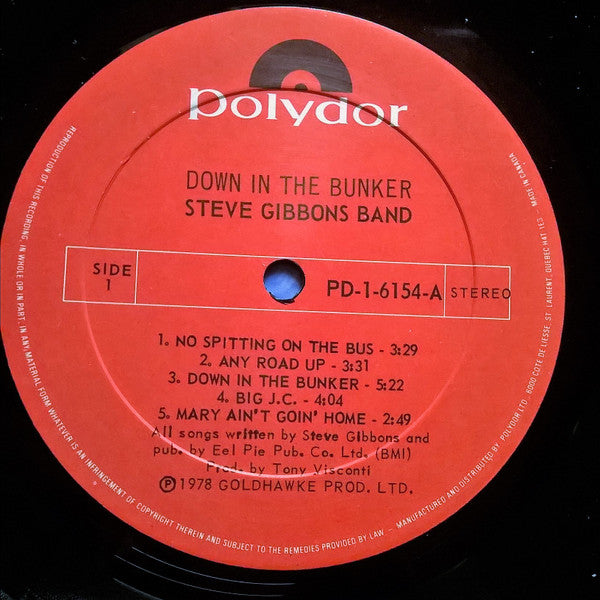 polydor
DOWN IN THE BUNKER
STEVE GIBBONS BAND
SIDE
1
PD-1-6154-A
STEREO
1. NO SPITTING ON THE BUS - 3:29
2. ANY ROAD UP - 3:31
3. DOWN IN THE BUNKER - 5:22
4. BIG J.C. - 4:04
5. MARY AIN'T GOIN' HOME - 2:49
All songs written by Steve Gibbons and
pub. by Eel Pie Pub. Co. Ltd. (BMI)
Prod. by Tony Visconti
Ⓟ1978 GOLDHAWKE PROD. LTD.
REPRODUCTION OF THIS RECORDING, IN WHOLE OR IN PART, IN ANY MATERIAL FORM WHATEVER IS AN INFRINGEMENT OF COPYRIGHT THEREIN AND SUBJECT TO THE REMEDIES PROVIDED BY LAW – MANUFACTURED AND DISTRIBUTED BY: POLYDOR LTD. 6000 COTE DE LIESSE, ST. LAURENT, QUEBEC H4T 1E3 – MADE IN CANADA